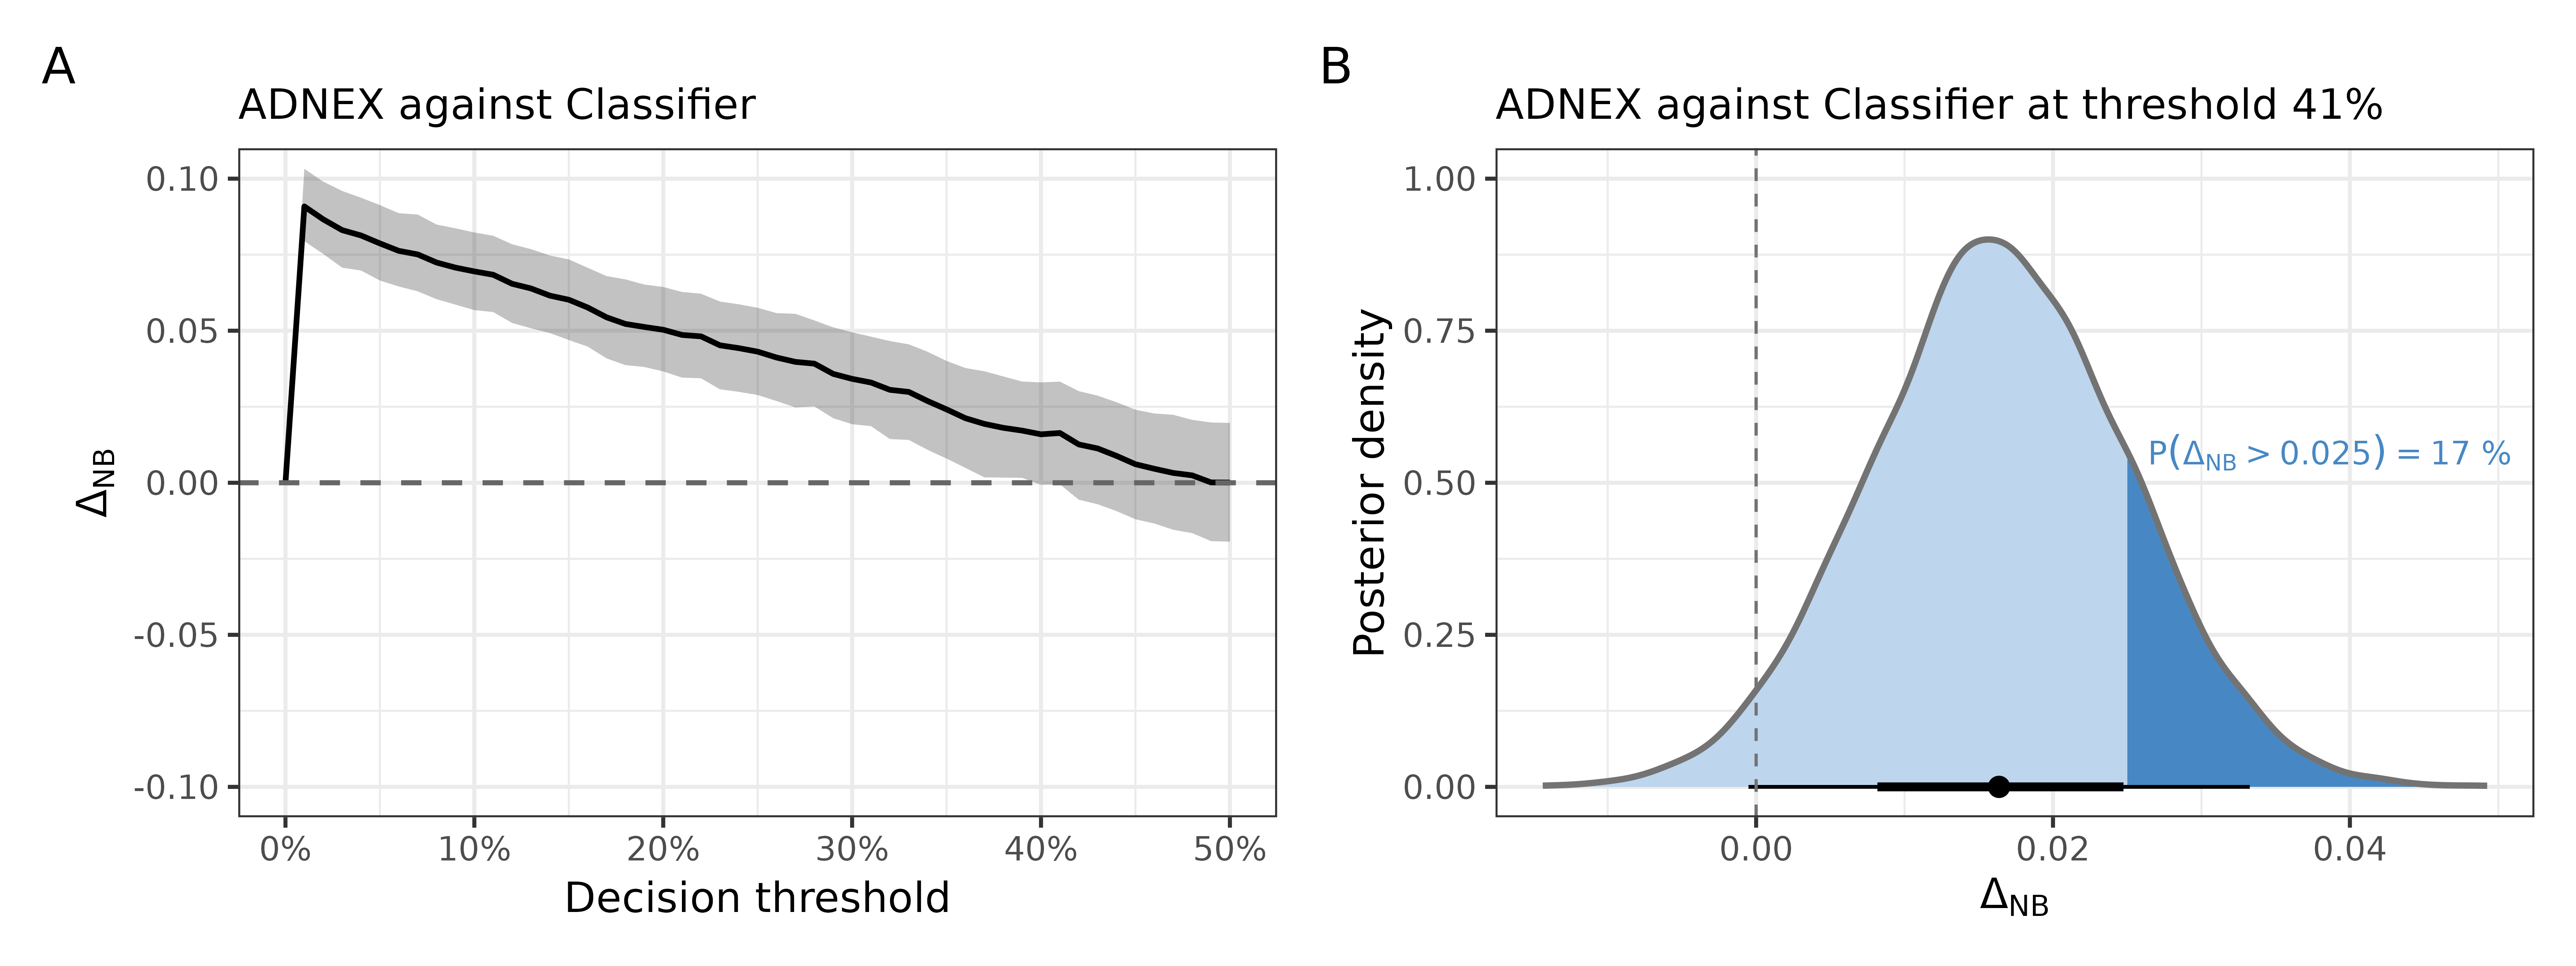 A
ADNEX against Classifier
0.10
0.05
0.00
-0.05
-0.10
ΔNB
0%
10%
20%
30%
40%
50%
Decision threshold
B
ADNEX against Classifier at threshold 41%
1.00
0.75
0.50
0.25
0.00
Posterior density
P(ΔNB > 0.025) = 17 %
0.00
0.02
0.04
ΔNB